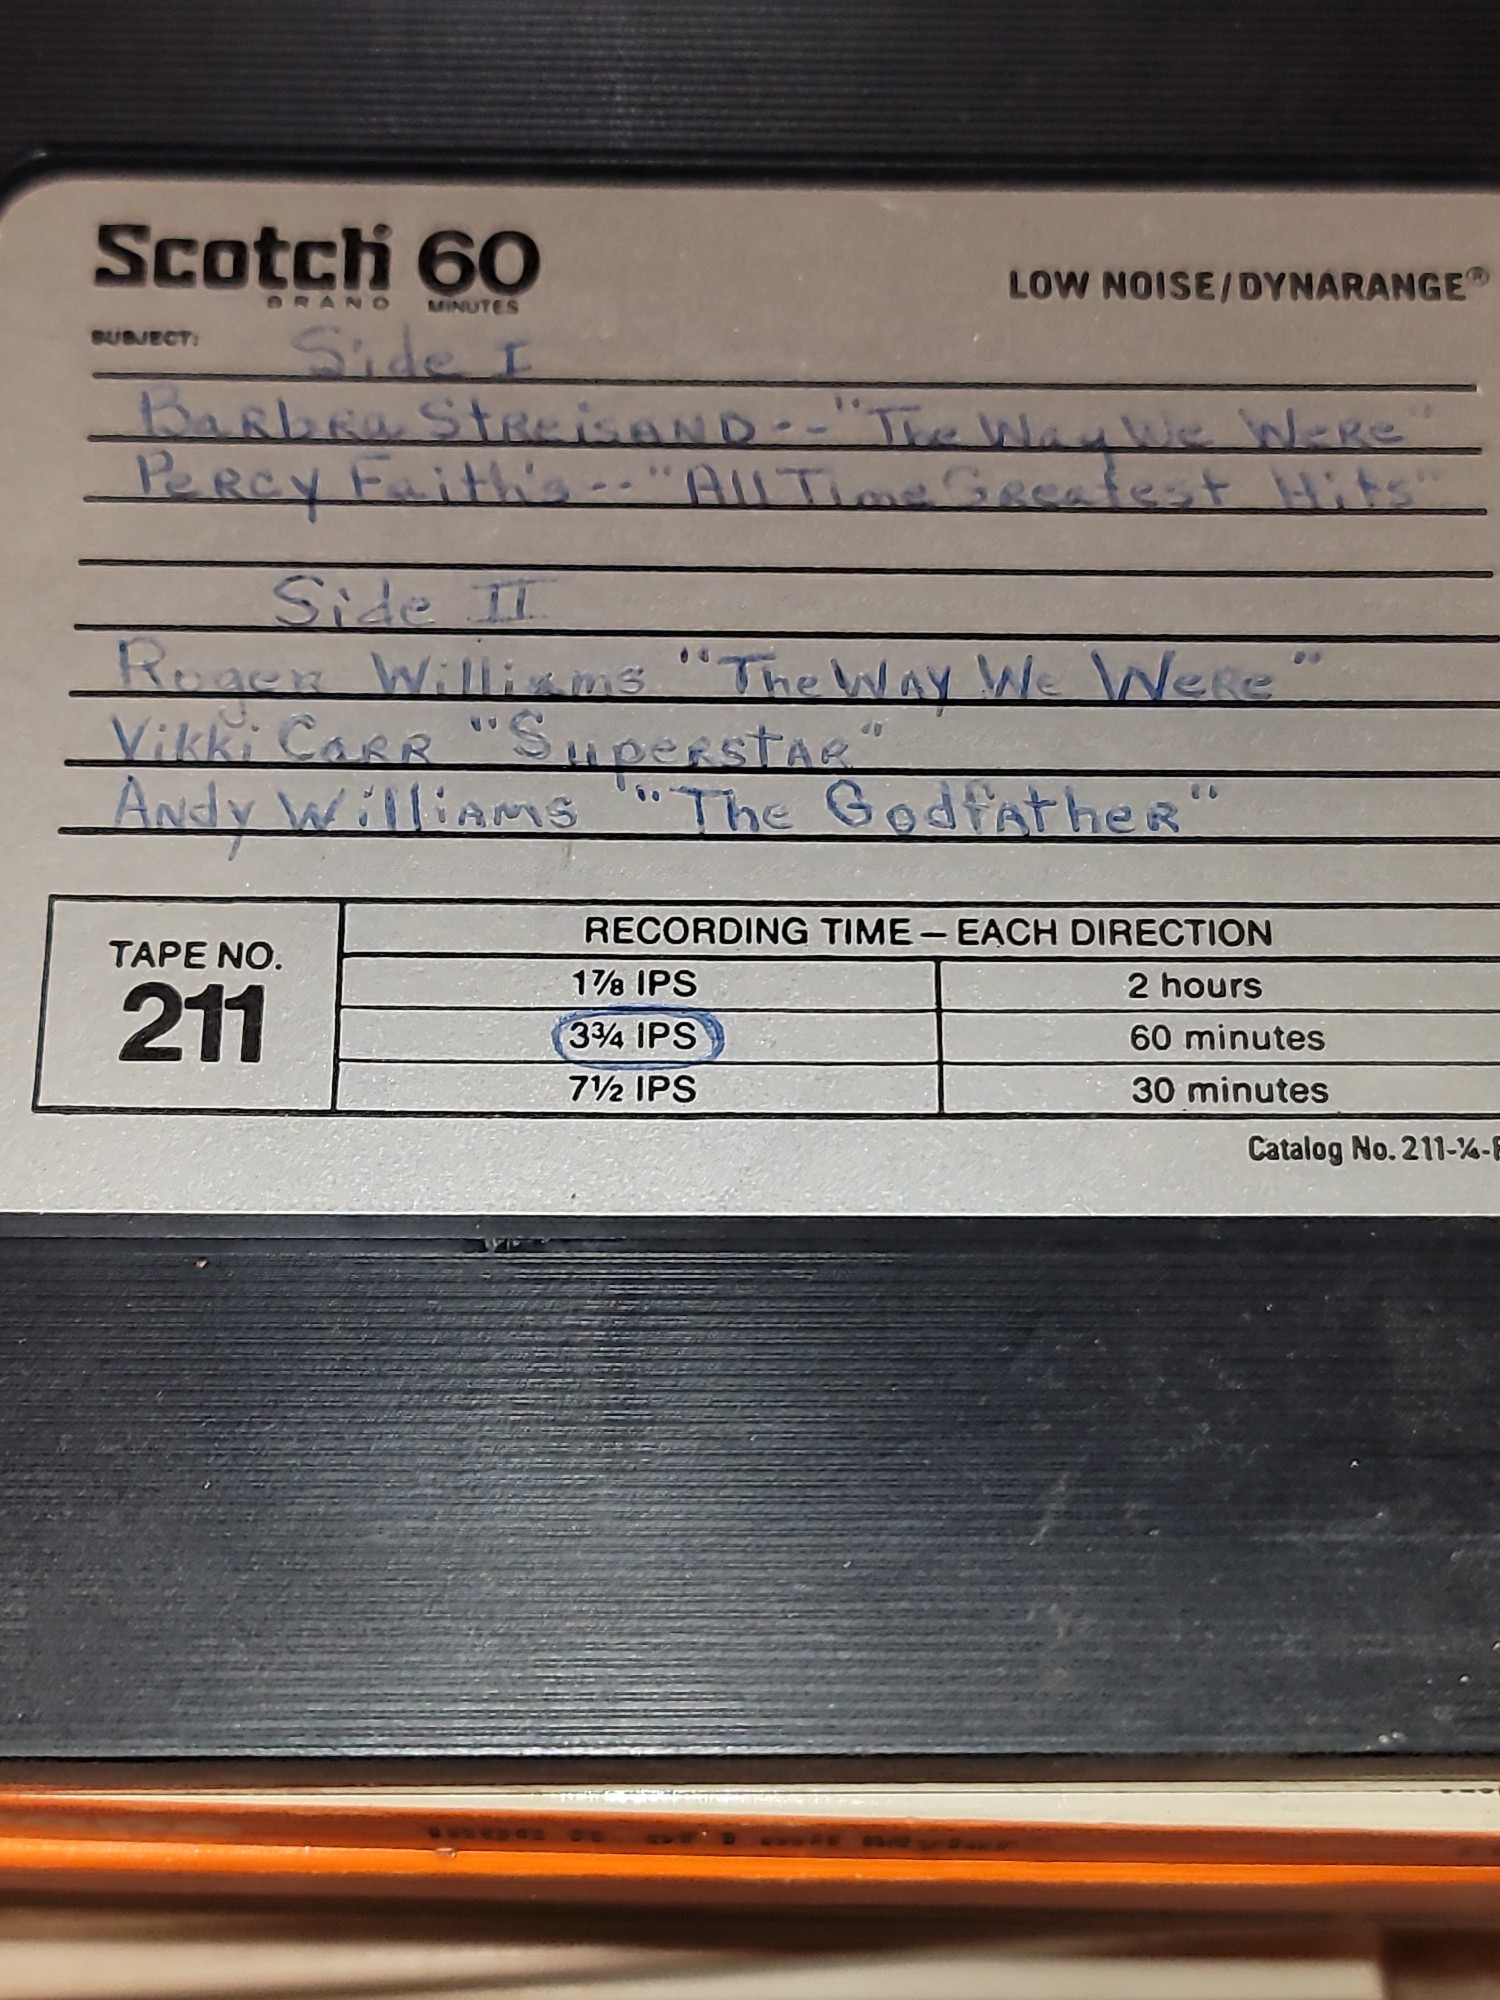 Scotch 60
BRAND MINUTES
LOW NOISE/DYNARANGE®
SUBJECT: Side I
Barbra Streisand -- "The Way We Were"
Percy Faith's -- "All Time Greatest Hits"
Side II
Roger Williams "The Way We Were"
Vikki Carr "Superstar"
Andy Williams "The Godfather"
TAPE NO.
211
RECORDING TIME – EACH DIRECTION
1⅞ IPS 2 hours
3¾ IPS 60 minutes
7½ IPS 30 minutes
Catalog No. 211-¼-